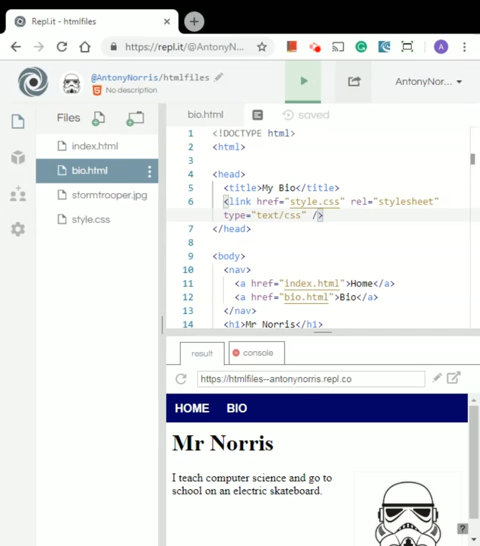 Repl.it - htmlfiles
https://repl.it/@AntonyN...
A
@AntonyNorris/htmlfiles
No description
AntonyNor...
Files
bio.html
saved
index.html
bio.html
stormtrooper.jpg
style.css
1 <!DOCTYPE html>
2 <html>
3
4 <head>
5 <title>My Bio</title>
6 <link href="style.css" rel="stylesheet"
type="text/css" />
7 </head>
8
9 <body>
10 <nav>
11 <a href="index.html">Home</a>
12 <a href="bio.html">Bio</a>
13 </nav>
14 <h1>Mr Norris</h1>
result
console
https://htmlfiles--antonynorris.repl.co
HOME BIO
Mr Norris
I teach computer science and go to
school on an electric skateboard.
?